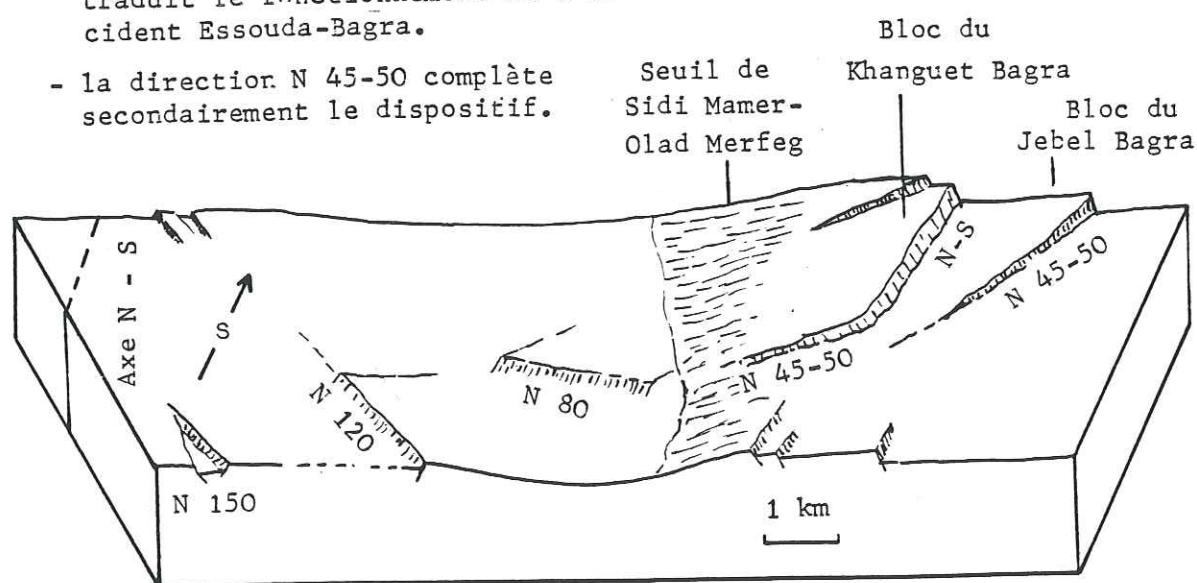 cident Essouda-Bagra.
- la direction N 45-50 complète
secondairement le dispositif.
Seuil de
Sidi Mamer-
Olad Merfeg
Bloc du
Khanguet Bagra
Bloc du
Jebel Bagra
Axe N - S
S
N 150
N 120
N 80
N 45-50
N-S
N 45-50
1 km